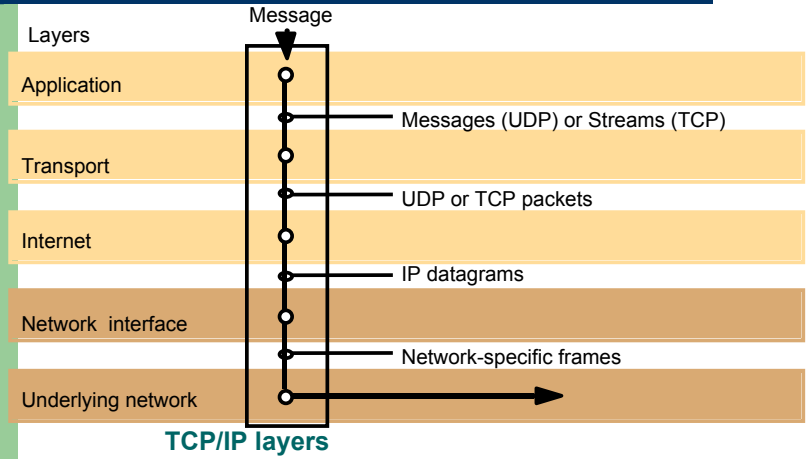 Message
Layers
Application
Messages (UDP) or Streams (TCP)
Transport
UDP or TCP packets
Internet
IP datagrams
Network interface
Network-specific frames
Underlying network
TCP/IP layers